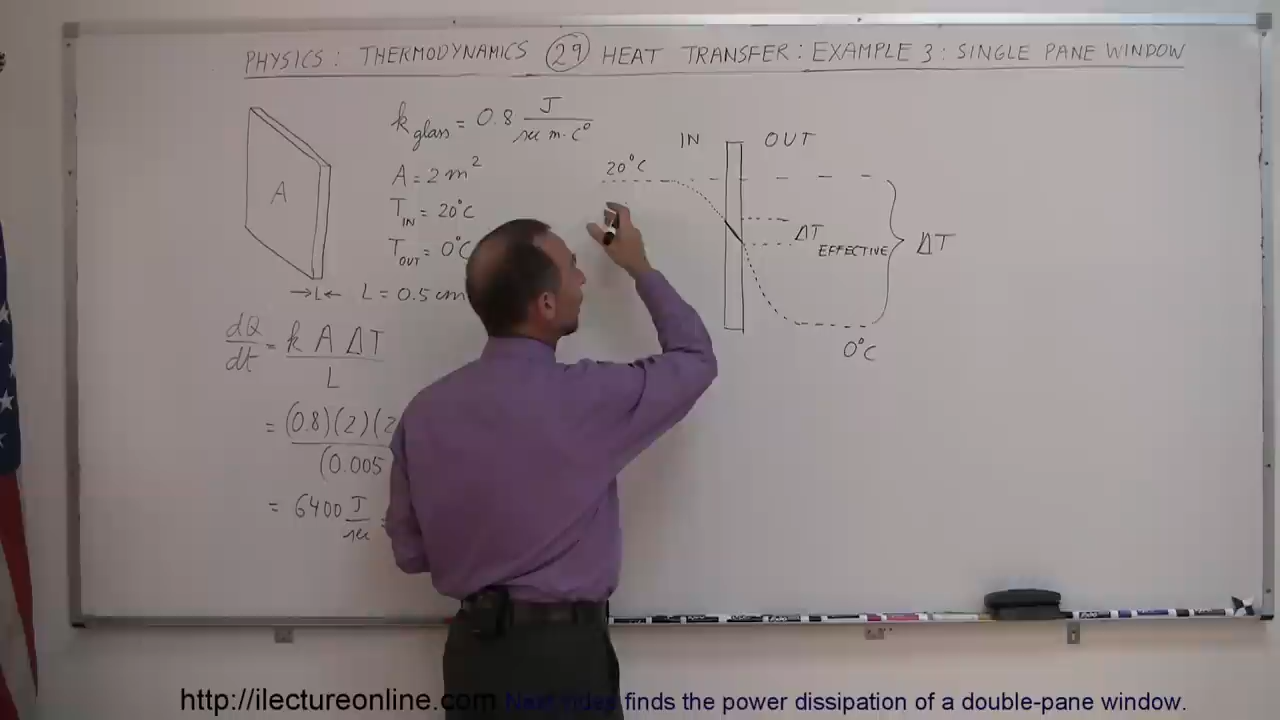 PHYSICS: THERMODYNAMICS 29 HEAT TRANSFER: EXAMPLE 3: SINGLE PANE WINDOW
A
→L←
k glass = 0.8 J / sec m·C°
A = 2 m²
T IN = 20°C
T OUT = 0°C
L = 0.5 cm
dQ/dt = k A ΔT / L
= (0.8)(2)(2 / (0.005
= 6400 J/sec =
IN OUT
20°C
ΔT EFFECTIVE
ΔT
0°C
http://ilectureonline.com Next video finds the power dissipation of a double-pane window.